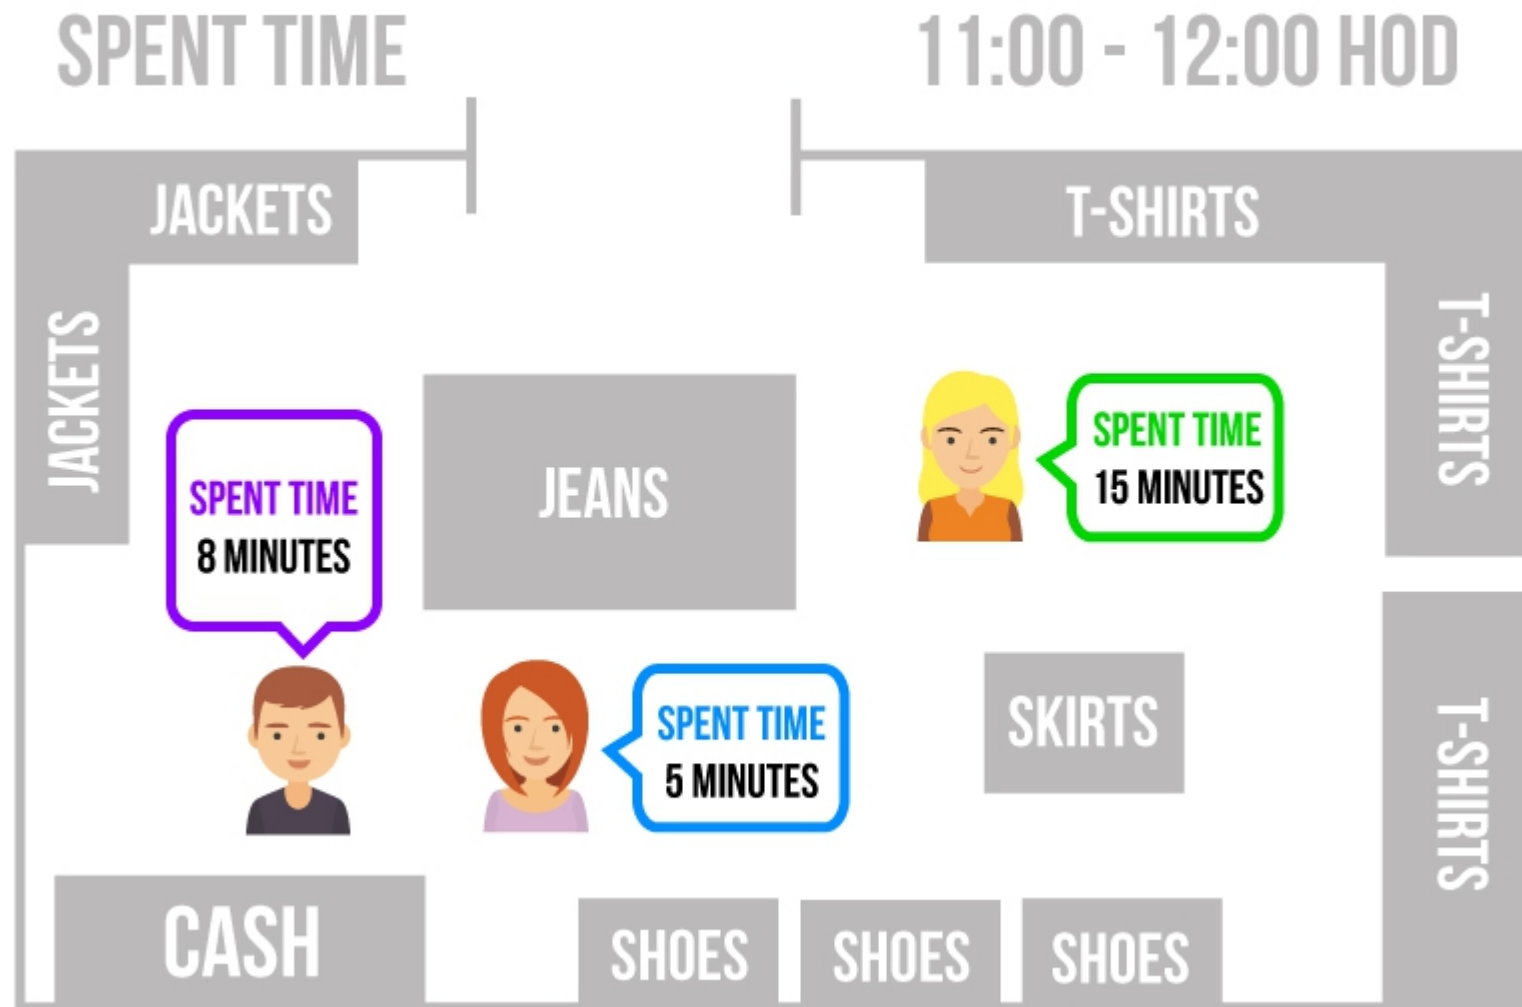 SPENT TIME
11:00 - 12:00 HOD
JACKETS
T-SHIRTS
JACKETS
T-SHIRTS
JEANS
SPENT TIME
15 MINUTES
SPENT TIME
8 MINUTES
SPENT TIME
5 MINUTES
SKIRTS
T-SHIRTS
CASH
SHOES
SHOES
SHOES